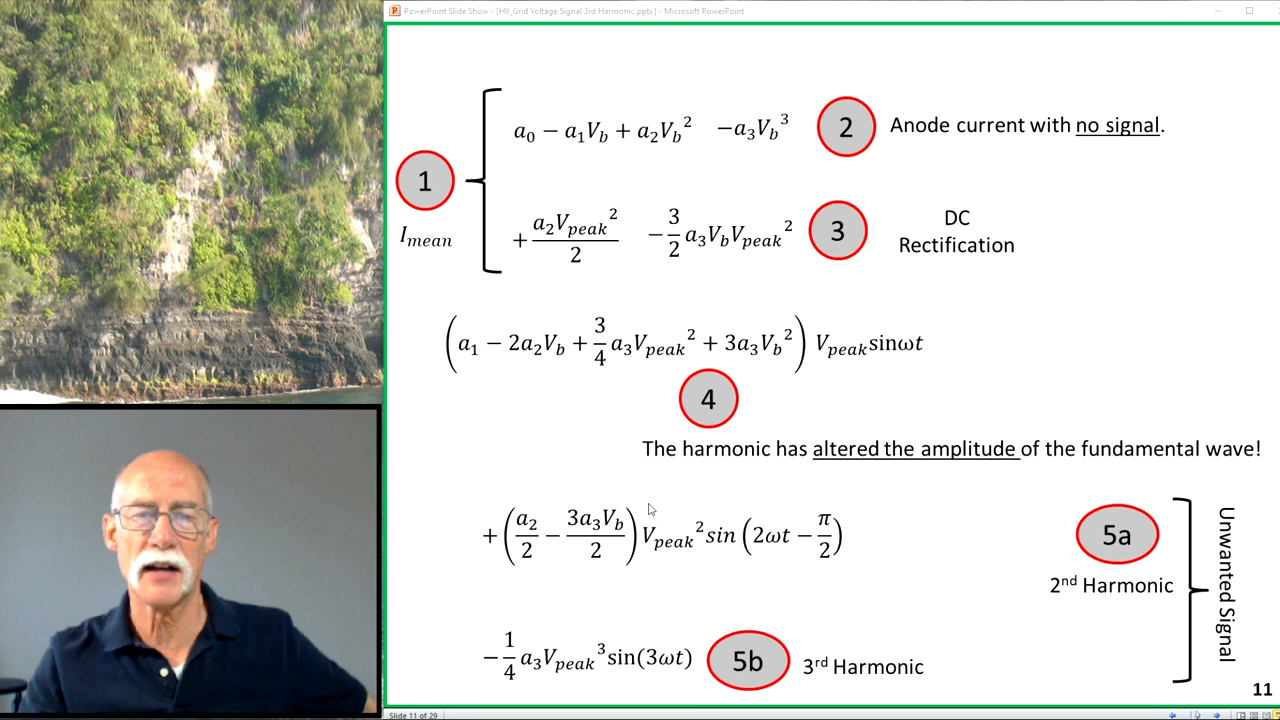 PowerPoint Slide Show - [H9_Grid Voltage Signal 3rd Harmonic.pptx] - Microsoft PowerPoint
a₀ − a₁V_b + a₂V_b² −a₃V_b³
2
Anode current with no signal.
1
I_mean
+ a₂V_peak²/2 − 3/2 a₃V_bV_peak²
3
DC
Rectification
(a₁ − 2a₂V_b + 3/4 a₃V_peak² + 3a₃V_b²) V_peak sinωt
4
The harmonic has altered the amplitude of the fundamental wave!
+ (a₂/2 − 3a₃V_b/2) V_peak² sin (2ωt − π/2)
5a
2nd Harmonic
Unwanted Signal
− 1/4 a₃V_peak³ sin(3ωt)
5b
3rd Harmonic
11
Slide 11 of 29